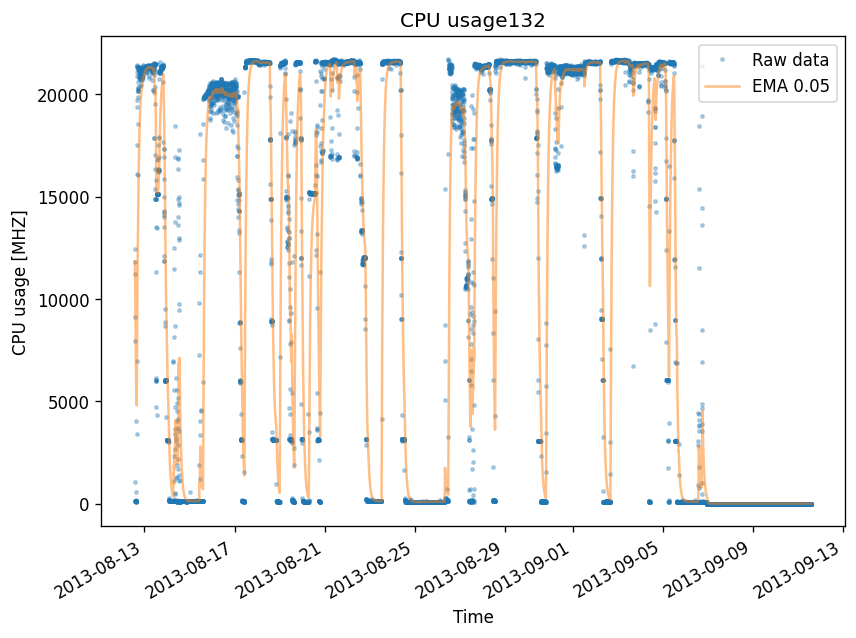 CPU usage132
Raw data
EMA 0.05
CPU usage [MHZ]
20000
15000
10000
5000
0
2013-08-13
2013-08-17
2013-08-21
2013-08-25
2013-08-29
2013-09-01
2013-09-05
2013-09-09
2013-09-13
Time